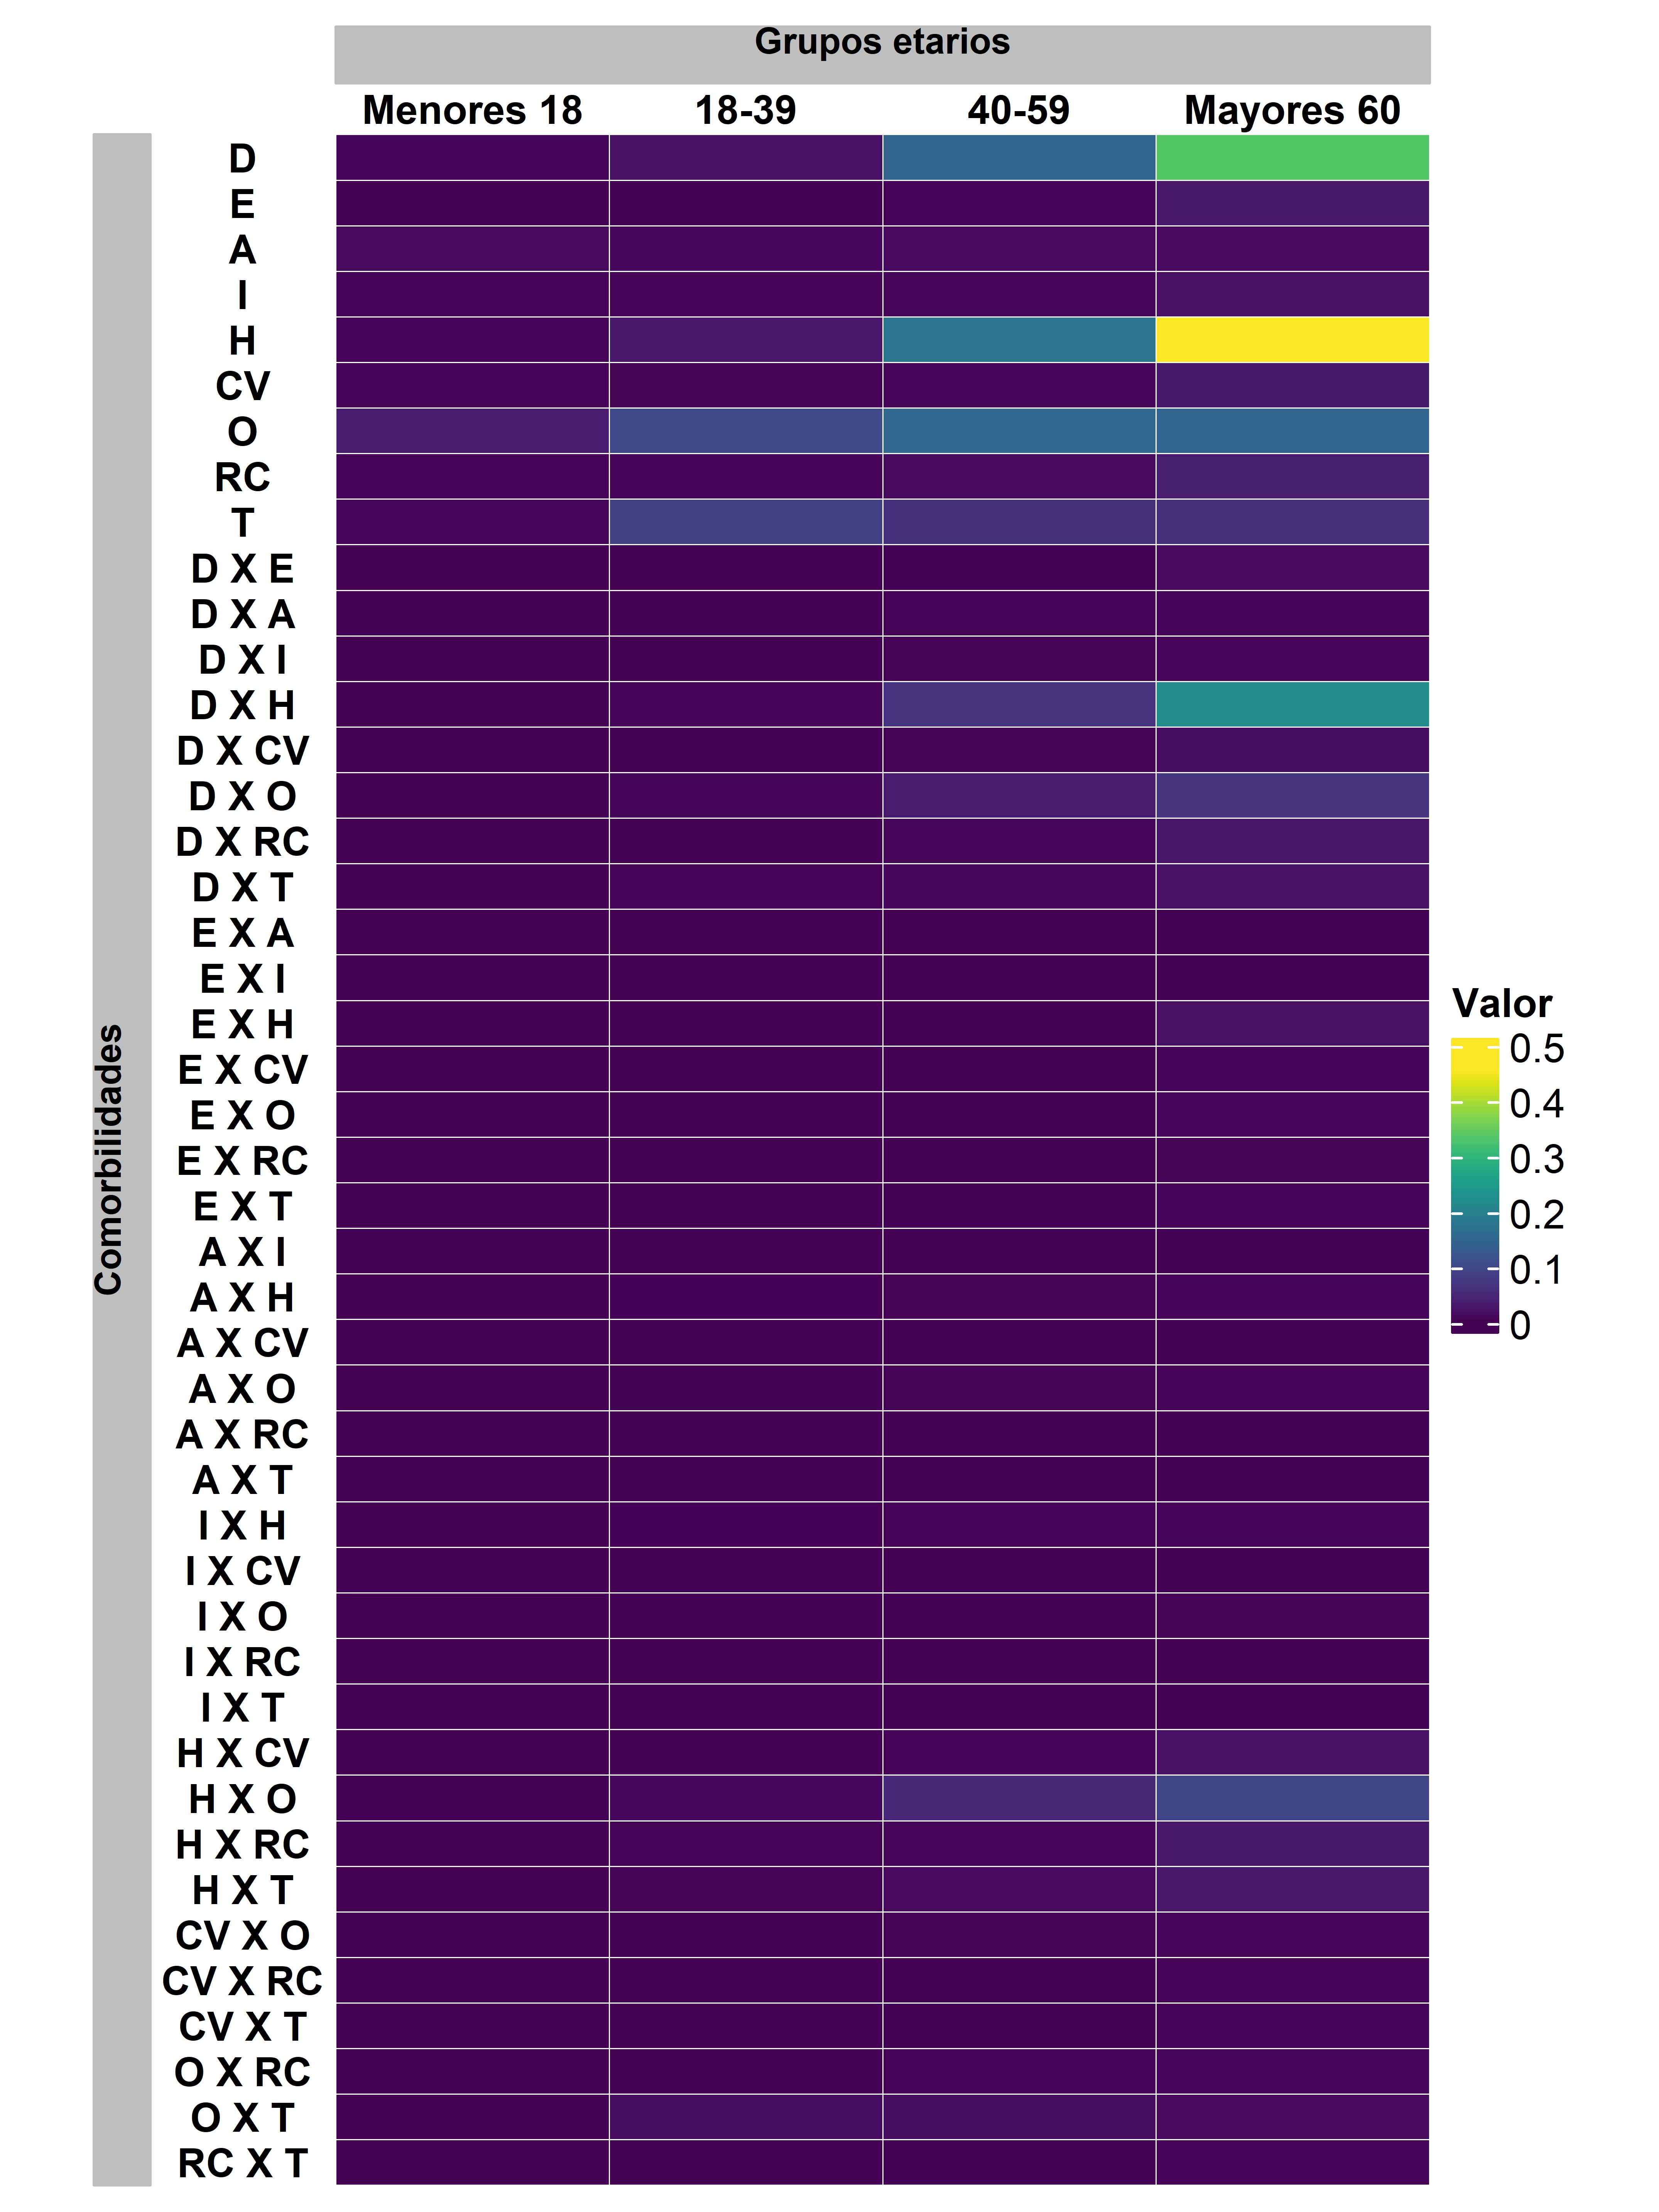 Grupos etarios
Menores 18 18-39 40-59 Mayores 60
D
E
A
I
H
CV
O
RC
T
D X E
D X A
D X I
D X H
D X CV
D X O
D X RC
D X T
E X A
E X I
E X H
E X CV
E X O
E X RC
E X T
A X I
A X H
A X CV
A X O
A X RC
A X T
I X H
I X CV
I X O
I X RC
I X T
H X CV
H X O
H X RC
H X T
CV X O
CV X RC
CV X T
O X RC
O X T
RC X T
Comorbilidades
Valor
0.5
0.4
0.3
0.2
0.1
0